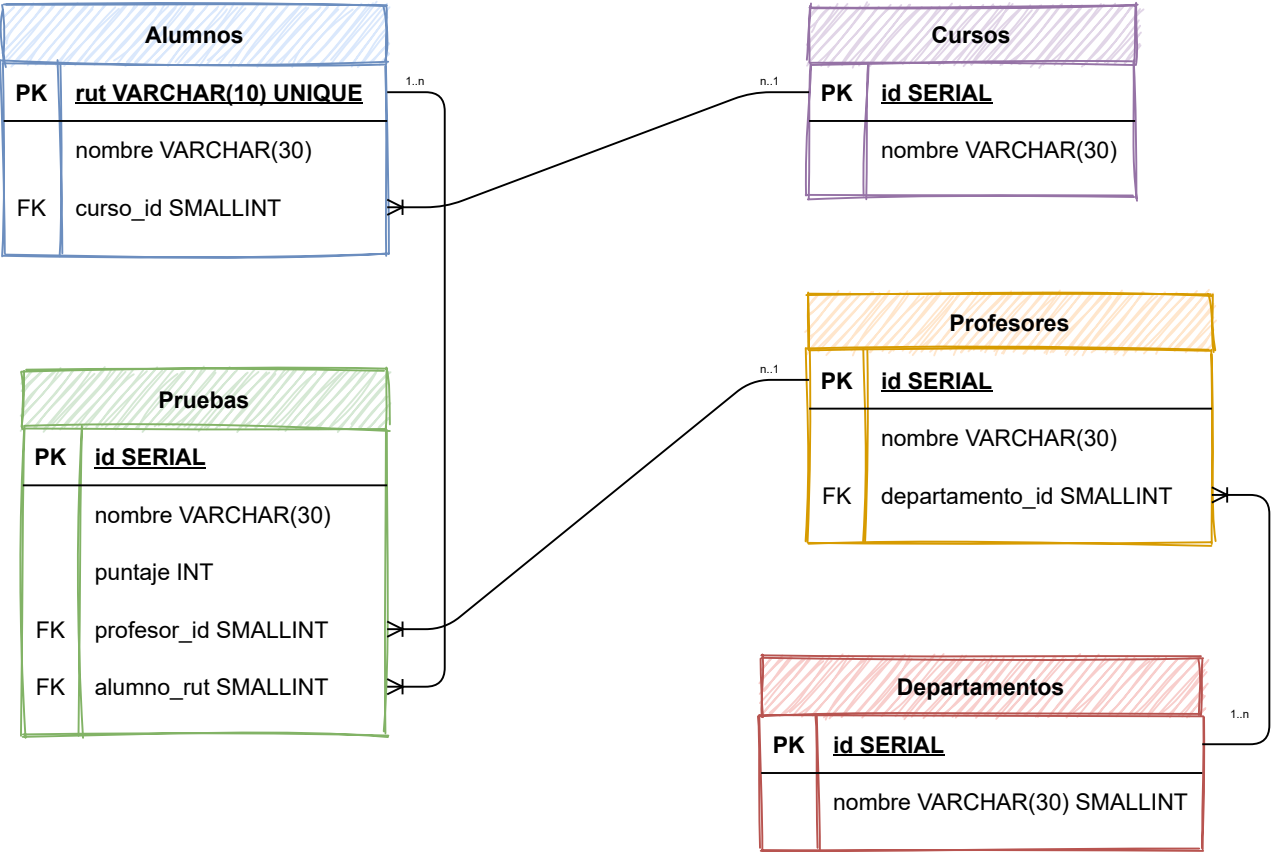 Alumnos
PK rut VARCHAR(10) UNIQUE
nombre VARCHAR(30)
FK curso_id SMALLINT
1..n
n..1
Cursos
PK id SERIAL
nombre VARCHAR(30)
Pruebas
PK id SERIAL
nombre VARCHAR(30)
puntaje INT
FK profesor_id SMALLINT
FK alumno_rut SMALLINT
n..1
Profesores
PK id SERIAL
nombre VARCHAR(30)
FK departamento_id SMALLINT
Departamentos
1..n
PK id SERIAL
nombre VARCHAR(30) SMALLINT